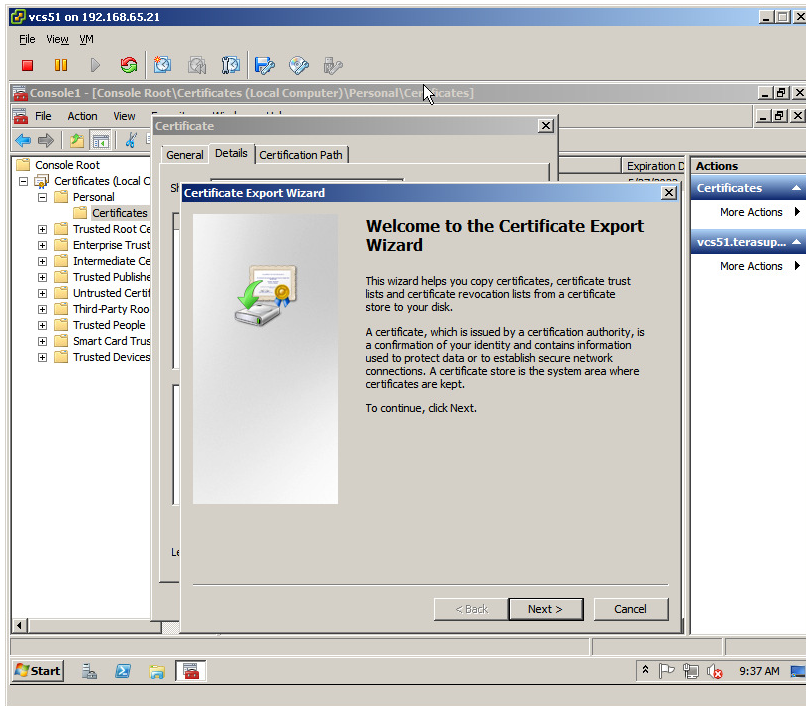 vcs51 on 192.168.65.21
File View VM
Console1 - [Console Root\Certificates (Local Computer)\Personal\Certificates]
File Action View
Certificate
General Details Certification Path
Console Root
Certificates (Local C
Personal
Certificates
Trusted Root Ce
Enterprise Trust
Intermediate Ce
Trusted Publishe
Untrusted Certif
Third-Party Roo
Trusted People
Smart Card Trus
Trusted Devices
Expiration D
Actions
Certificates
More Actions
vcs51.terasup...
More Actions
Certificate Export Wizard
Welcome to the Certificate Export
Wizard
This wizard helps you copy certificates, certificate trust
lists and certificate revocation lists from a certificate
store to your disk.
A certificate, which is issued by a certification authority, is
a confirmation of your identity and contains information
used to protect data or to establish secure network
connections. A certificate store is the system area where
certificates are kept.
To continue, click Next.
< Back Next > Cancel
Start
9:37 AM